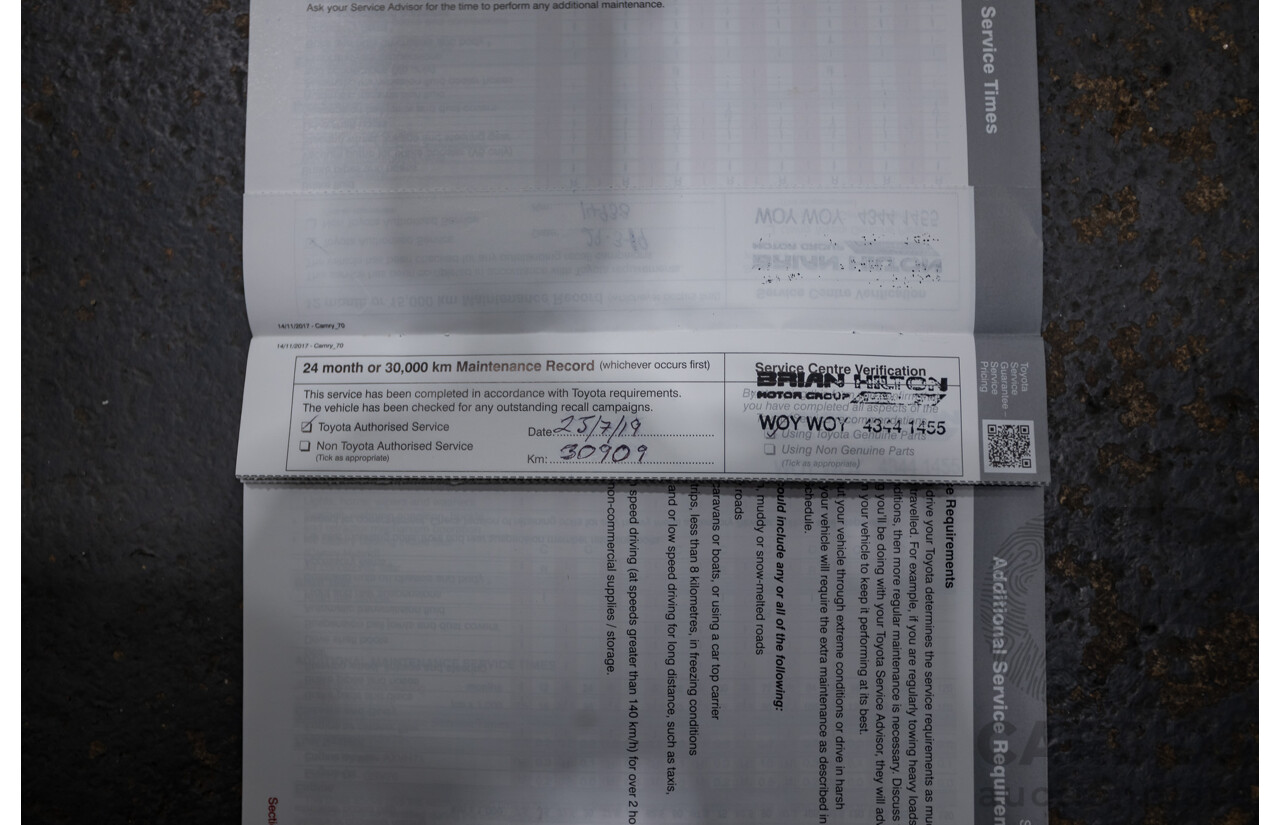 Ask your Service Advisor for the time to perform any additional maintenance.
Service Times
14/11/2017 - Camry_70
14/11/2017 - Camry_70
24 month or 30,000 km Maintenance Record (whichever occurs first)
This service has been completed in accordance with Toyota requirements.
The vehicle has been checked for any outstanding recall campaigns.
Toyota Authorised Service
Non Toyota Authorised Service
(Tick as appropriate)
Date: 25/7/19
Km: 30909
Service Centre Verification
BRIAN HILTON
MOTOR GROUP
you have completed all aspects of the
WOY WOY 4344 1455
Using Toyota Genuine Parts
Using Non Genuine Parts
(Tick as appropriate)
Toyota
Service
Guarantee -
Service
Pricing
e Requirements
drive your Toyota determines the service requirements as mu
travelled. For example, if you are regularly towing heavy loads
ditions, then more regular maintenance is necessary. Discuss
you'll be doing with your Toyota Service Advisor, they will adv
your vehicle to keep it performing at its best.
t your vehicle through extreme conditions or drive in harsh
your vehicle will require the extra maintenance as described in
chedule.
ould include any or all of the following:
, muddy or snow-melted roads
roads
caravans or boats, or using a car top carrier
rips, less than 8 kilometres, in freezing conditions
and or low speed driving for long distance, such as taxis,
speed driving (at speeds greater than 140 km/h) for over 2 ho
non-commercial supplies / storage.
Additional Service Requiren
Secti